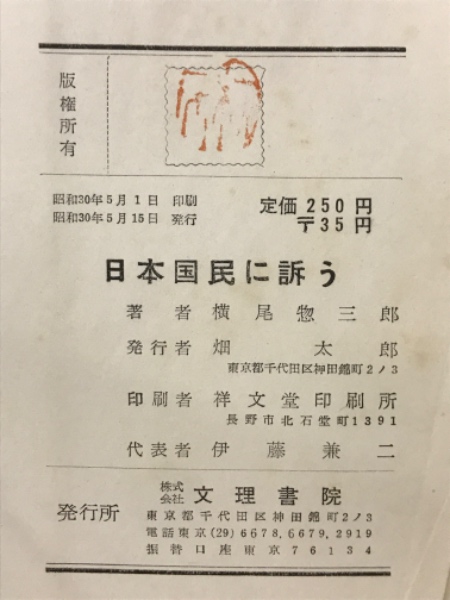 版権所有
昭和30年5月1日 印刷
昭和30年5月15日 発行
定価 250円
〒35円
日本国民に訴う
著者 横尾惣三郎
発行者 畑太郎
東京都千代田区神田錦町2ノ3
印刷者 祥文堂印刷所
長野市北石堂町1391
代表者 伊藤兼二
発行所
株式会社 文理書院
東京都千代田区神田錦町2ノ3
電話東京(29)6678,6679,2919
振替口座東京76134